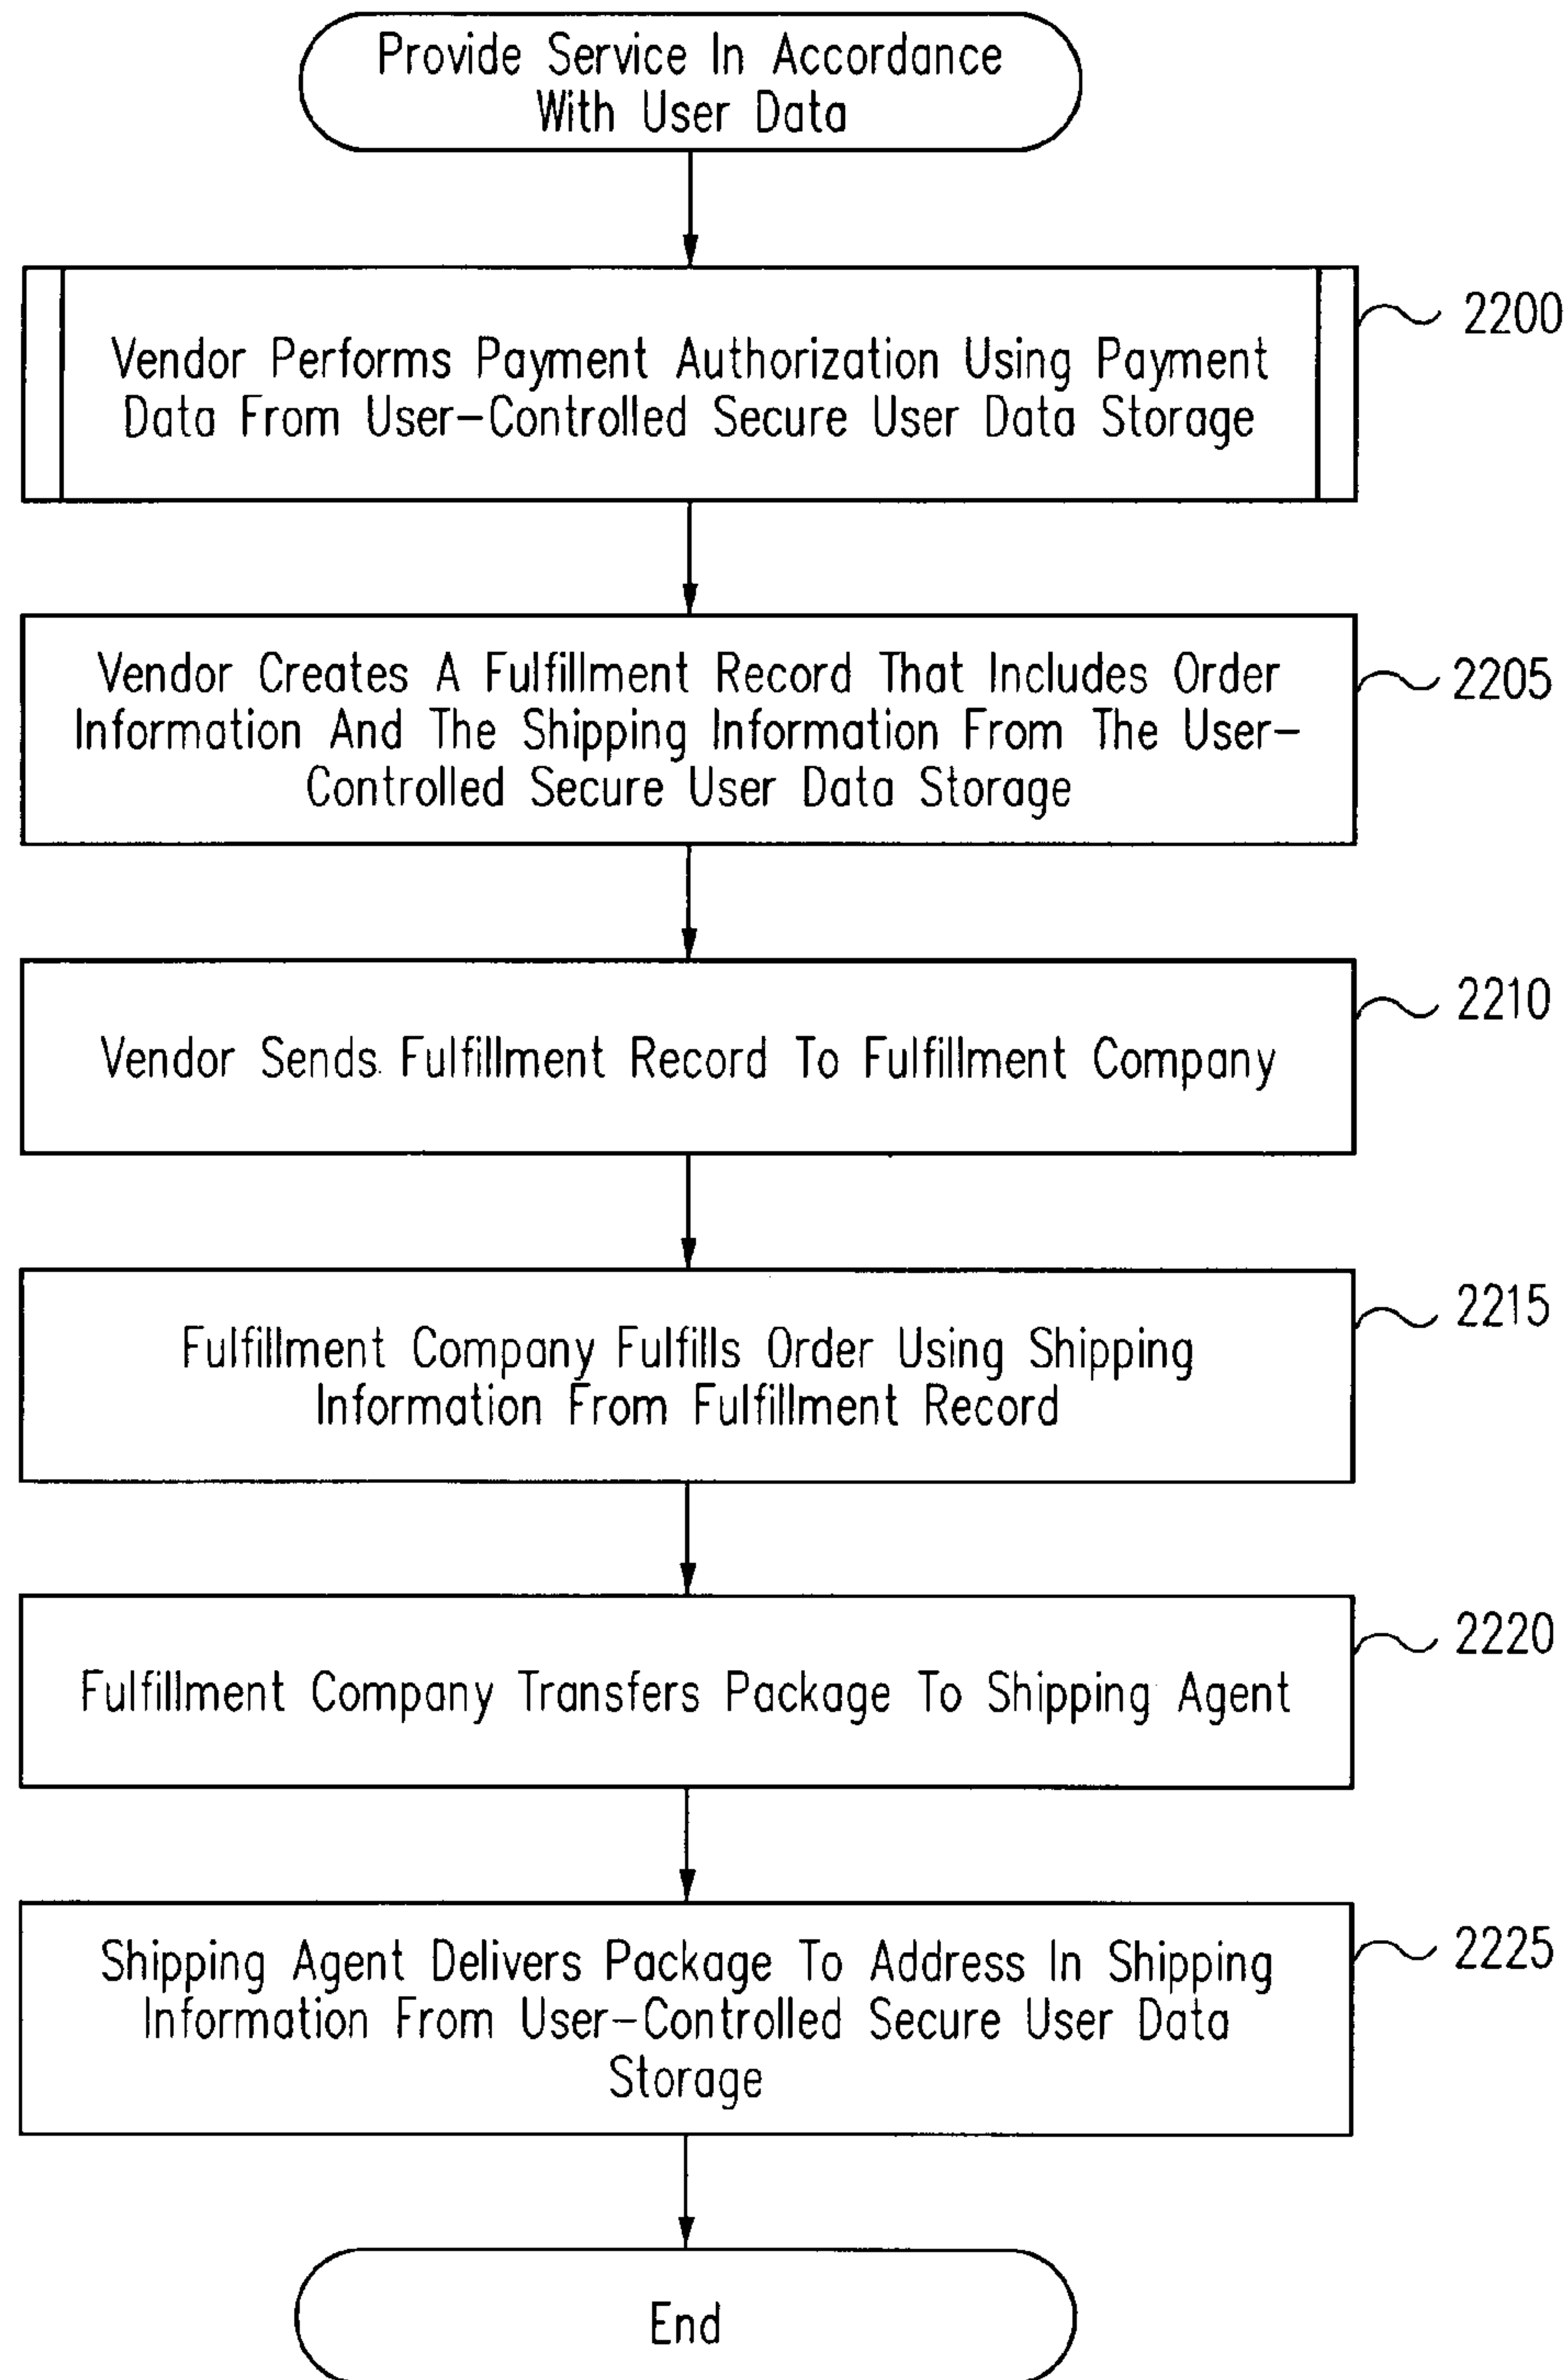 Provide Service In Accordance
With User Data
Vendor Performs Payment Authorization Using Payment
Data From User-Controlled Secure User Data Storage
2200
Vendor Creates A Fulfillment Record That Includes Order
Information And The Shipping Information From The User-
Controlled Secure User Data Storage
2205
Vendor Sends Fulfillment Record To Fulfillment Company
2210
Fulfillment Company Fulfills Order Using Shipping
Information From Fulfillment Record
2215
Fulfillment Company Transfers Package To Shipping Agent
2220
Shipping Agent Delivers Package To Address In Shipping
Information From User-Controlled Secure User Data
Storage
2225
End